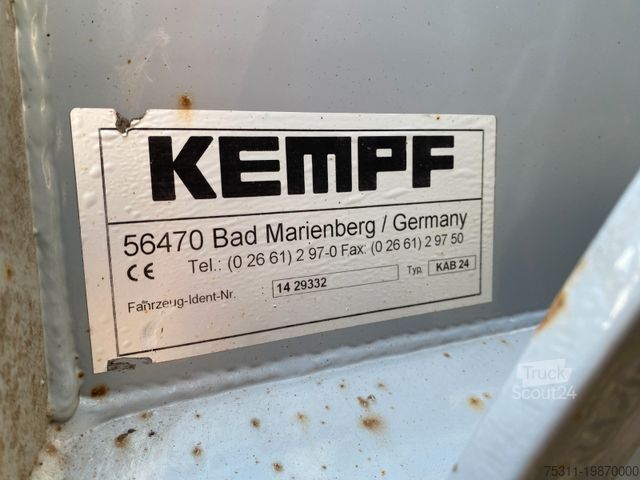 KEMPF
56470 Bad Marienberg / Germany
Tel.: (0 26 61) 2 97-0 Fax: (0 26 61) 2 97 50
CE
Fahrzeug-Ident-Nr. 14 29332 Typ KAB 24
Truck
Scout24
75311-19870000